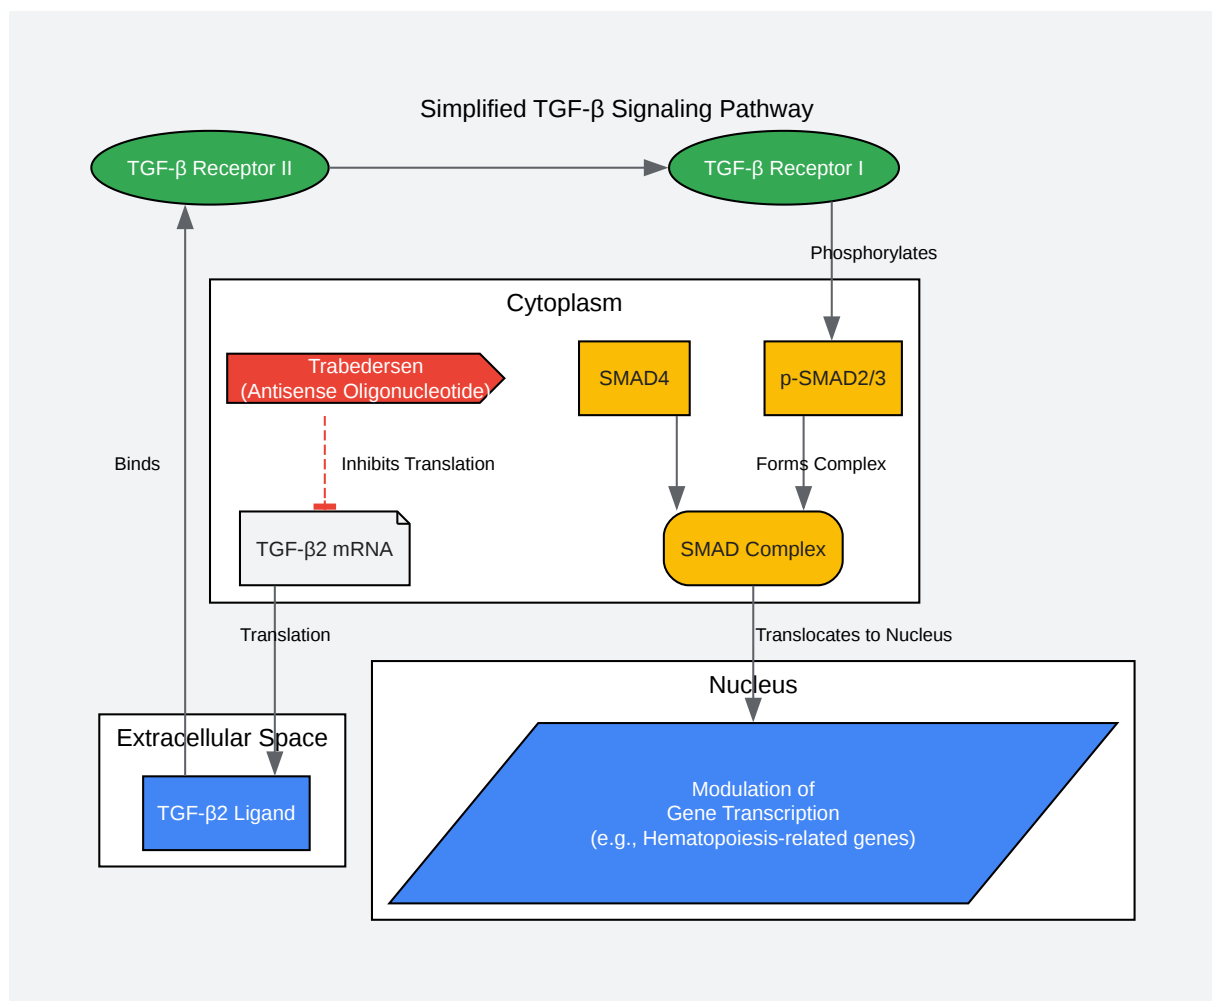 Simplified TGF-β Signaling Pathway
TGF-β Receptor II
TGF-β Receptor I
Phosphorylates
Cytoplasm
Trabedersen
(Antisense Oligonucleotide)
SMAD4
p-SMAD2/3
Binds
Inhibits Translation
Forms Complex
TGF-β2 mRNA
SMAD Complex
Translation
Translocates to Nucleus
Nucleus
Extracellular Space
TGF-β2 Ligand
Modulation of
Gene Transcription
(e.g., Hematopoiesis-related genes)